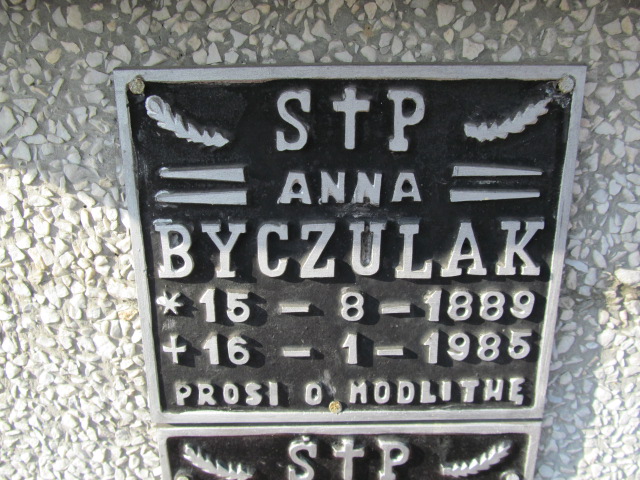 S✝P
ANNA
BYCZULAK
* 15 - 8 - 1889
+ 16 - 1 - 1985
PROSI O MODLITWĘ
Ś✝P